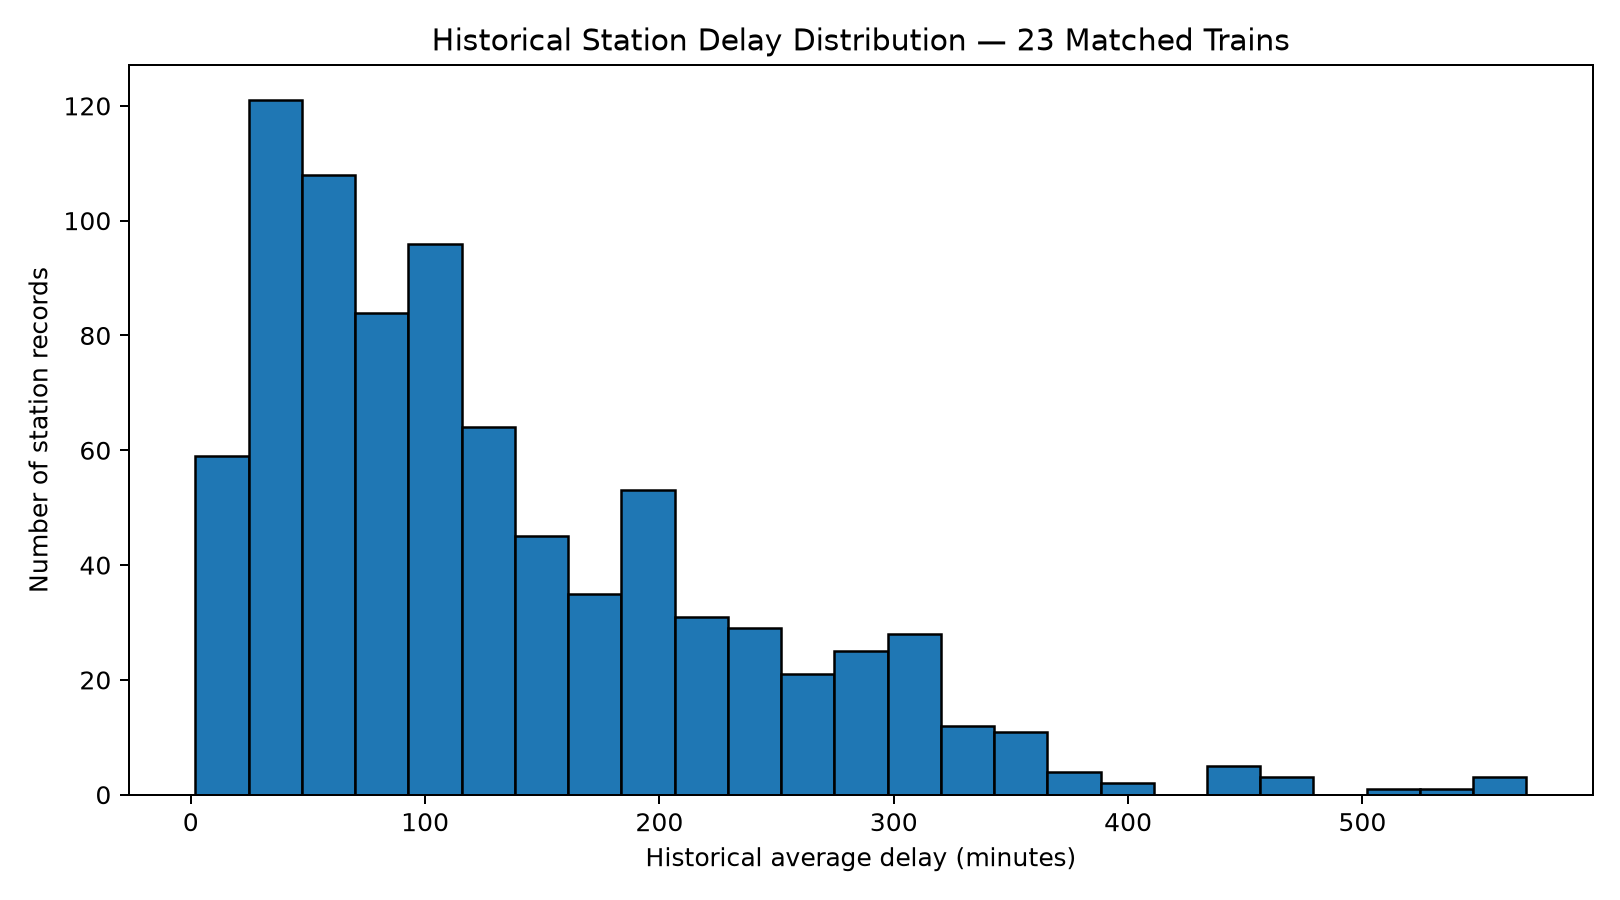 Historical Station Delay Distribution — 23 Matched Trains
Number of station records
120
100
80
60
40
20
0
0 100 200 300 400 500
Historical average delay (minutes)